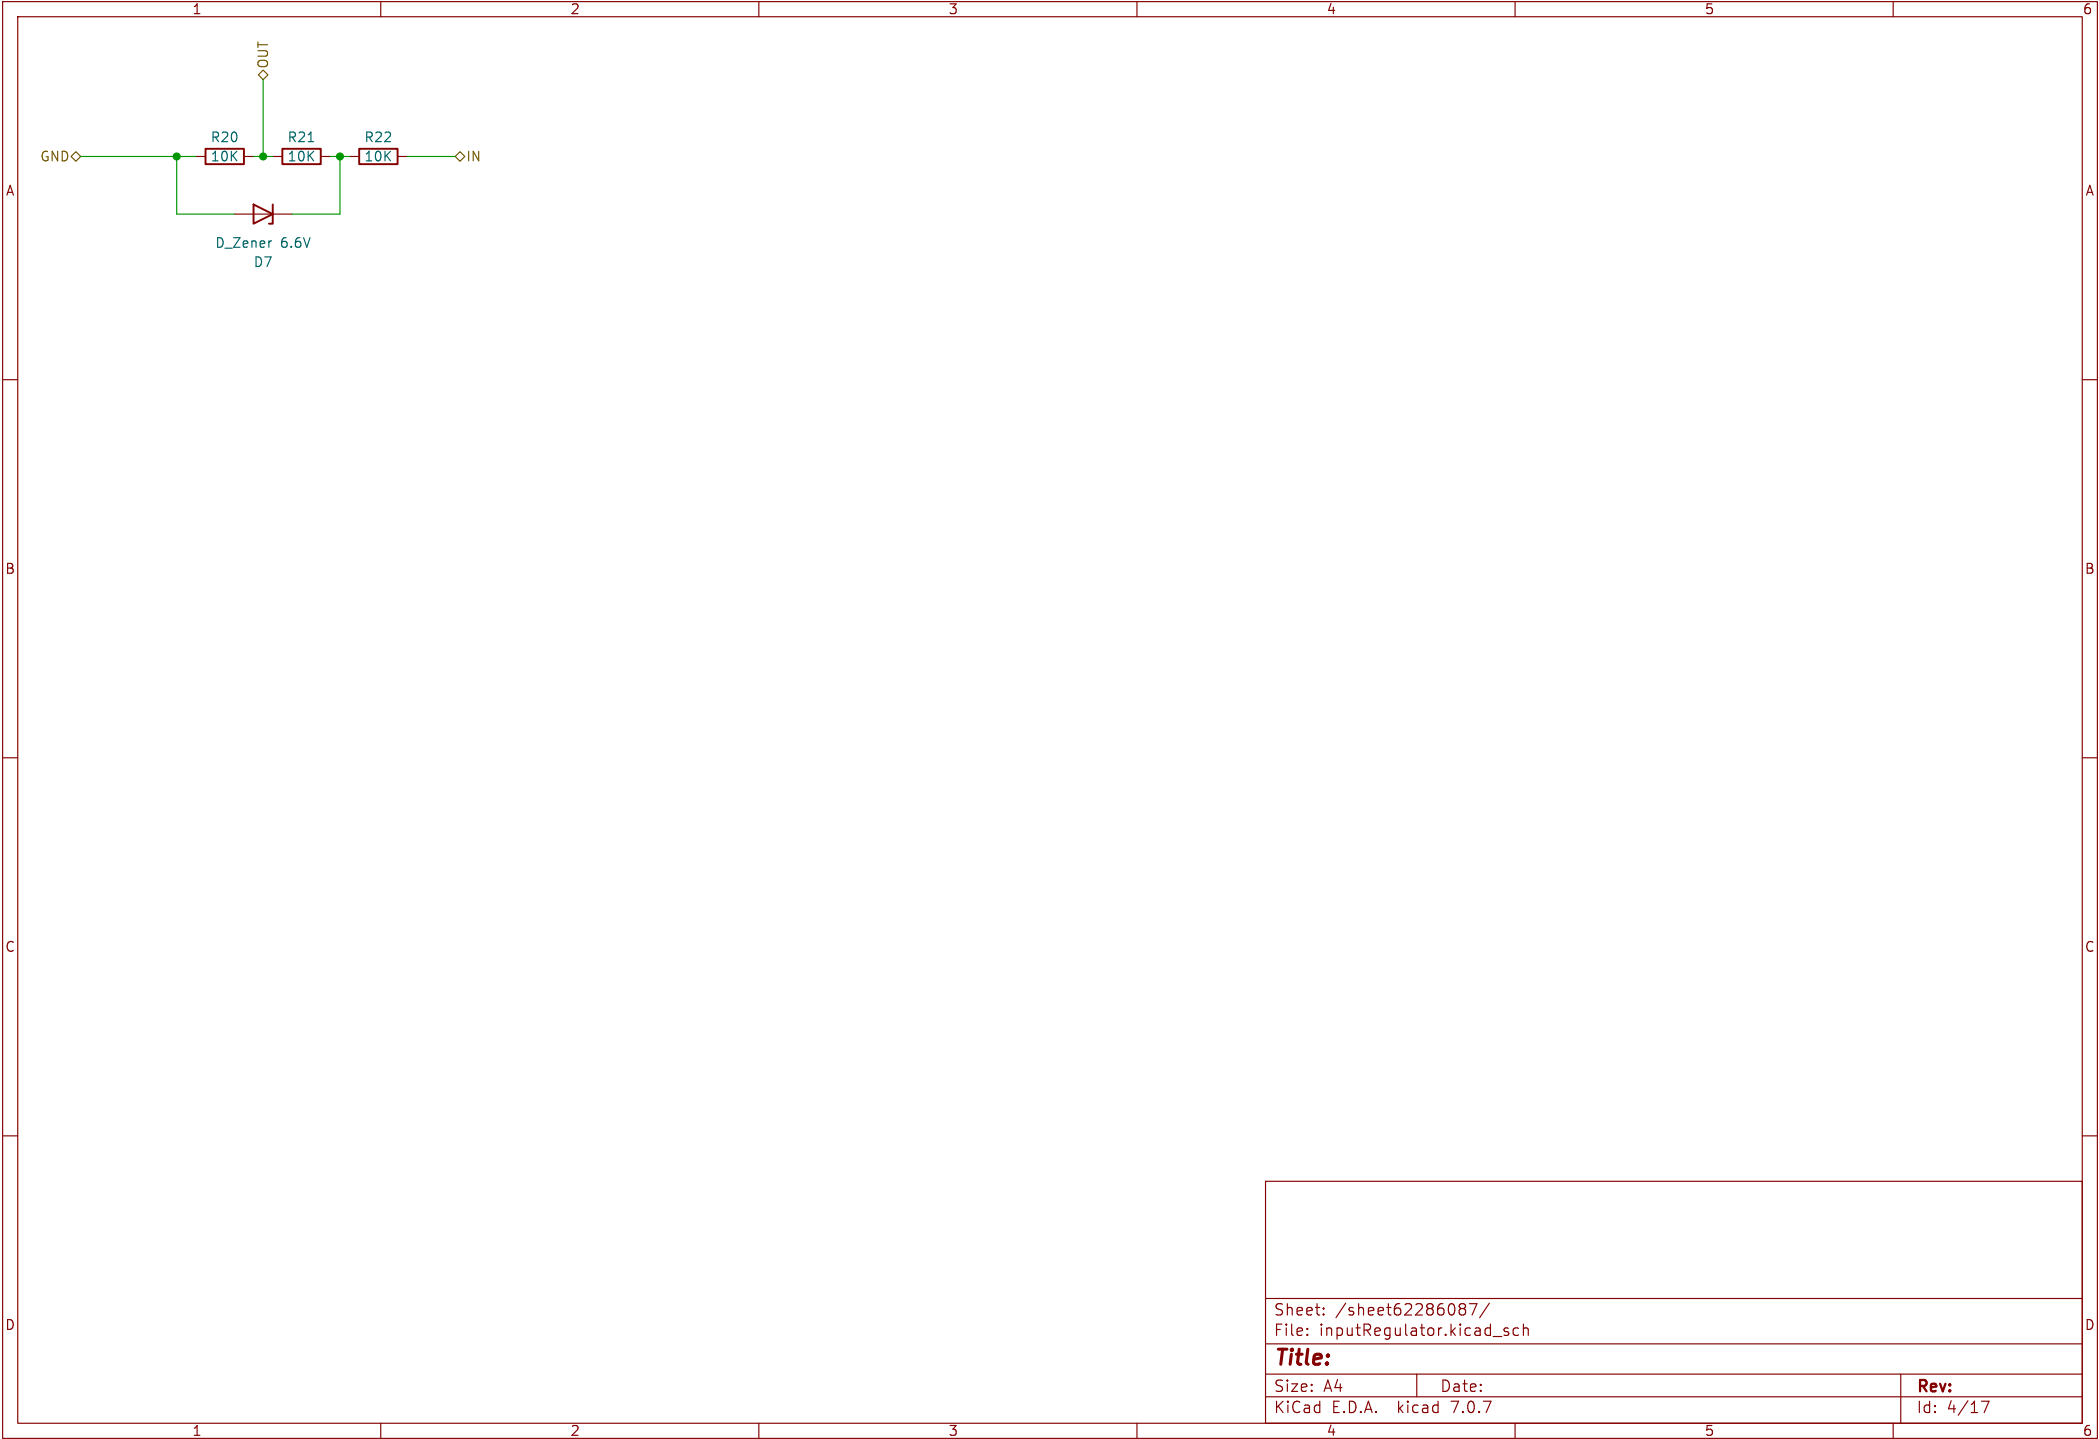 1 2 3 4 5 6
OUT
R20 R21 R22
GND 10K 10K 10K IN
A A
D_Zener 6.6V
D7
B B
C C
Sheet: /sheet62286087/
D D
File: inputRegulator.kicad_sch
Title:
Size: A4 Date: Rev:
KiCad E.D.A. kicad 7.0.7 Id: 4/17
1 2 3 4 5 6